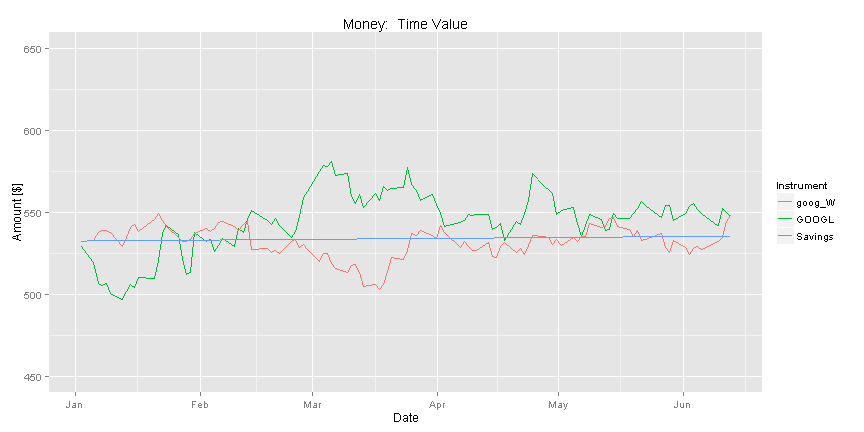 Money:  Time Value
650
600
550
500
450
Amount [$]
Jan Feb Mar Apr May Jun
Date
Instrument
goog_W
GOOGL
Savings